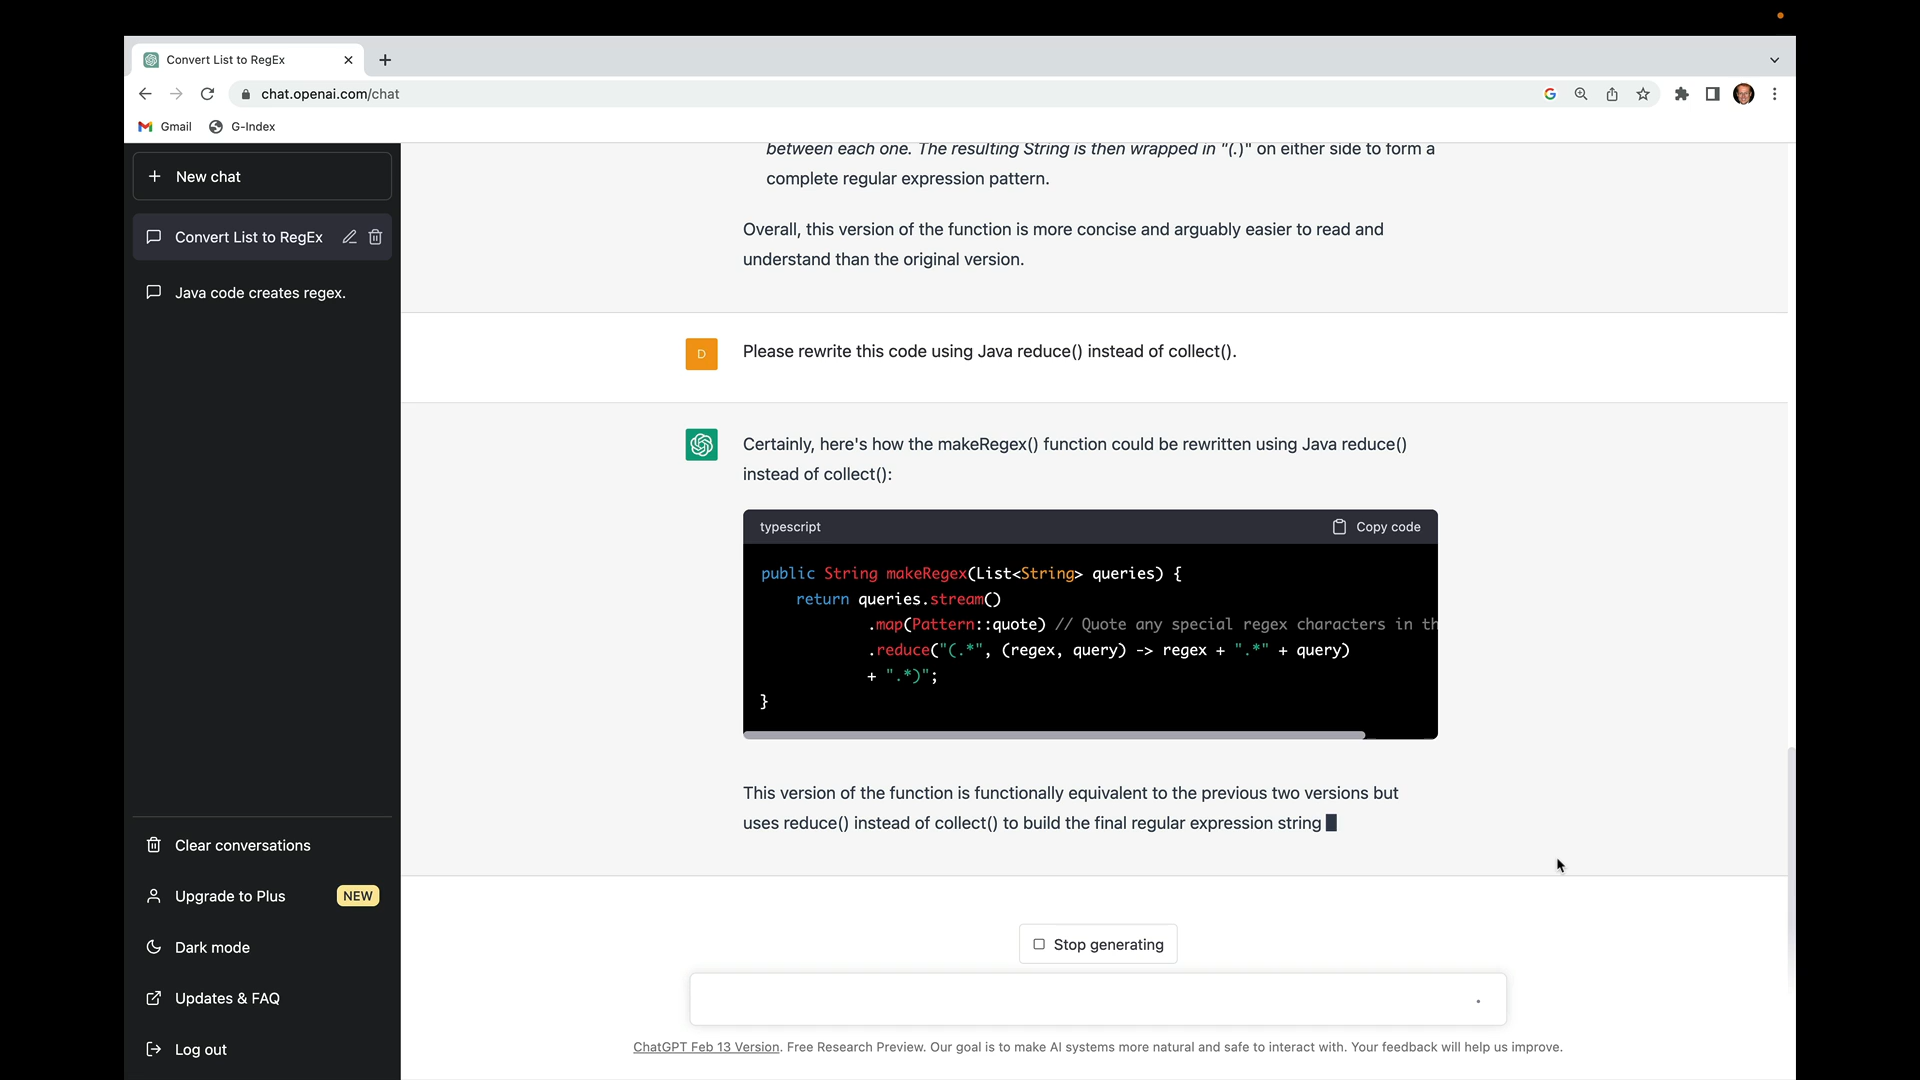 Convert List to RegEx
chat.openai.com/chat
Gmail
G-Index
New chat
Convert List to RegEx
Java code creates regex.
Clear conversations
Upgrade to Plus
NEW
Dark mode
Updates & FAQ
Log out
between each one. The resulting String is then wrapped in "(.)" on either side to form a
complete regular expression pattern.
Overall, this version of the function is more concise and arguably easier to read and
understand than the original version.
D
Please rewrite this code using Java reduce() instead of collect().
Certainly, here's how the makeRegex() function could be rewritten using Java reduce()
instead of collect():
typescript
Copy code
public String makeRegex(List<String> queries) {
return queries.stream()
.map(Pattern::quote) // Quote any special regex characters in th
.reduce("(.*", (regex, query) -> regex + ".*" + query)
+ ".*)";
}
This version of the function is functionally equivalent to the previous two versions but
uses reduce() instead of collect() to build the final regular expression string
Stop generating
ChatGPT Feb 13 Version. Free Research Preview. Our goal is to make AI systems more natural and safe to interact with. Your feedback will help us improve.